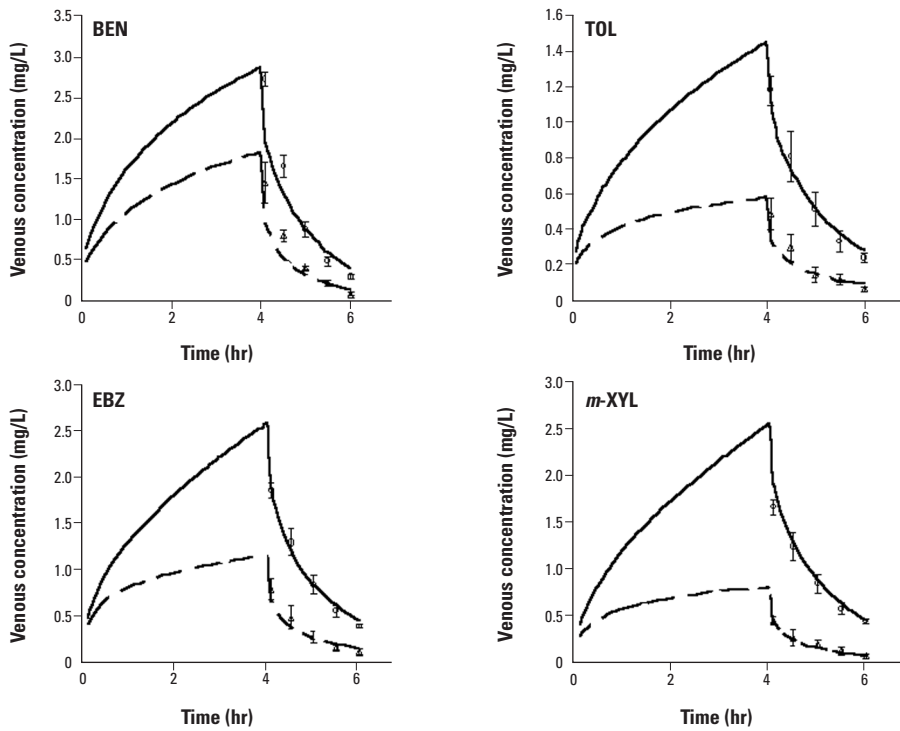 BEN
Venous concentration (mg/L)
3.5
3.0
2.5
2.0
1.5
1.0
0.5
0
0 2 4 6
Time (hr)
TOL
Venous concentration (mg/L)
1.6
1.4
1.2
1.0
0.8
0.6
0.4
0.2
0
0 2 4 6
Time (hr)
EBZ
Venous concentration (mg/L)
3.0
2.5
2.0
1.5
1.0
0.5
0
0 2 4 6
Time (hr)
m-XYL
Venous concentration (mg/L)
3.0
2.5
2.0
1.5
1.0
0.5
0
0 2 4 6
Time (hr)